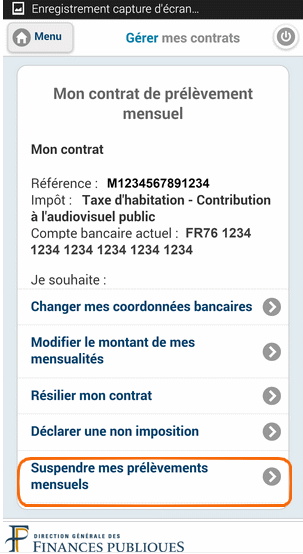 Enregistrement capture d'écran...
Menu
Gérer mes contrats
Mon contrat de prélèvement
mensuel
Mon contrat
Référence : M1234567891234
Impôt : Taxe d'habitation - Contribution
à l'audiovisuel public
Compte bancaire actuel : FR76 1234
1234 1234 1234 1234 1234
Je souhaite :
Changer mes coordonnées bancaires
Modifier le montant de mes
mensualités
Résilier mon contrat
Déclarer une non imposition
Suspendre mes prélèvements
mensuels
DIRECTION GÉNÉRALE DES
FINANCES PUBLIQUES